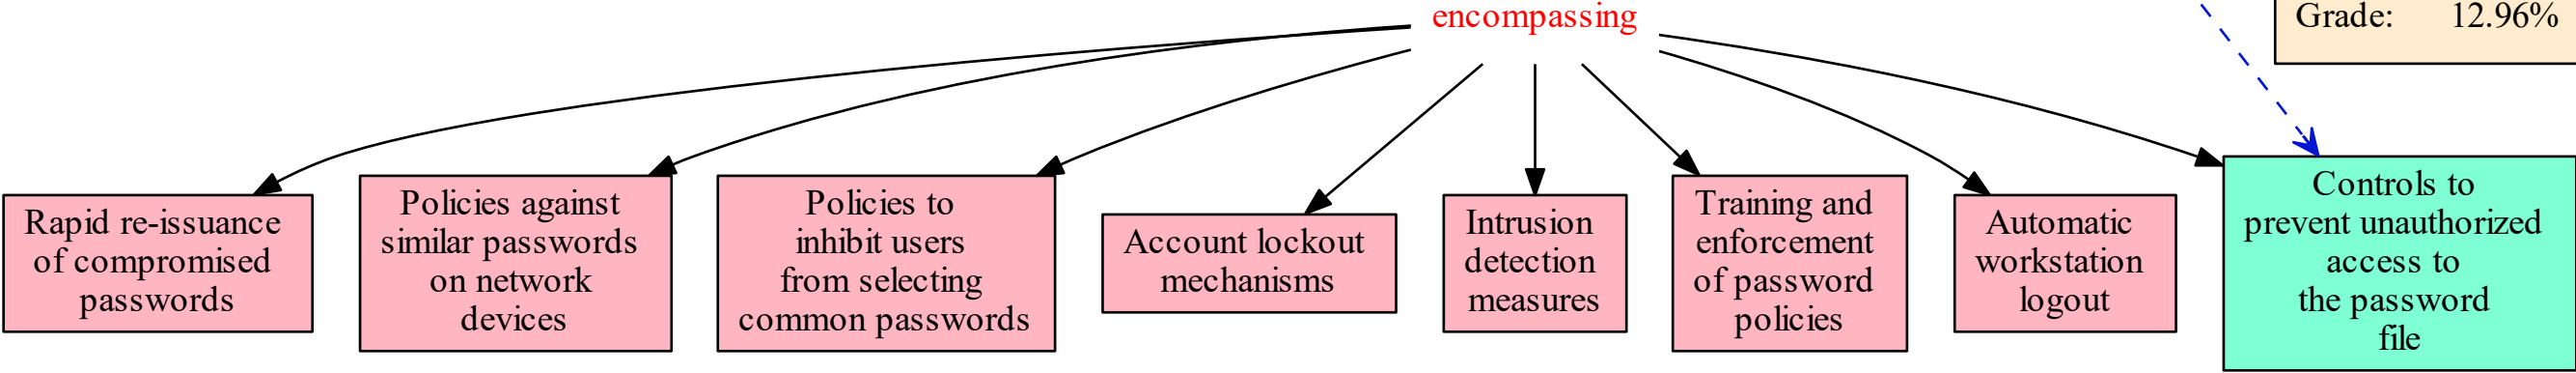 encompassing
Grade: 12.96%
Rapid re-issuance
of compromised
passwords
Policies against
similar passwords
on network
devices
Policies to
inhibit users
from selecting
common passwords
Account lockout
mechanisms
Intrusion
detection
measures
Training and
enforcement
of password
policies
Automatic
workstation
logout
Controls to
prevent unauthorized
access to
the password
file